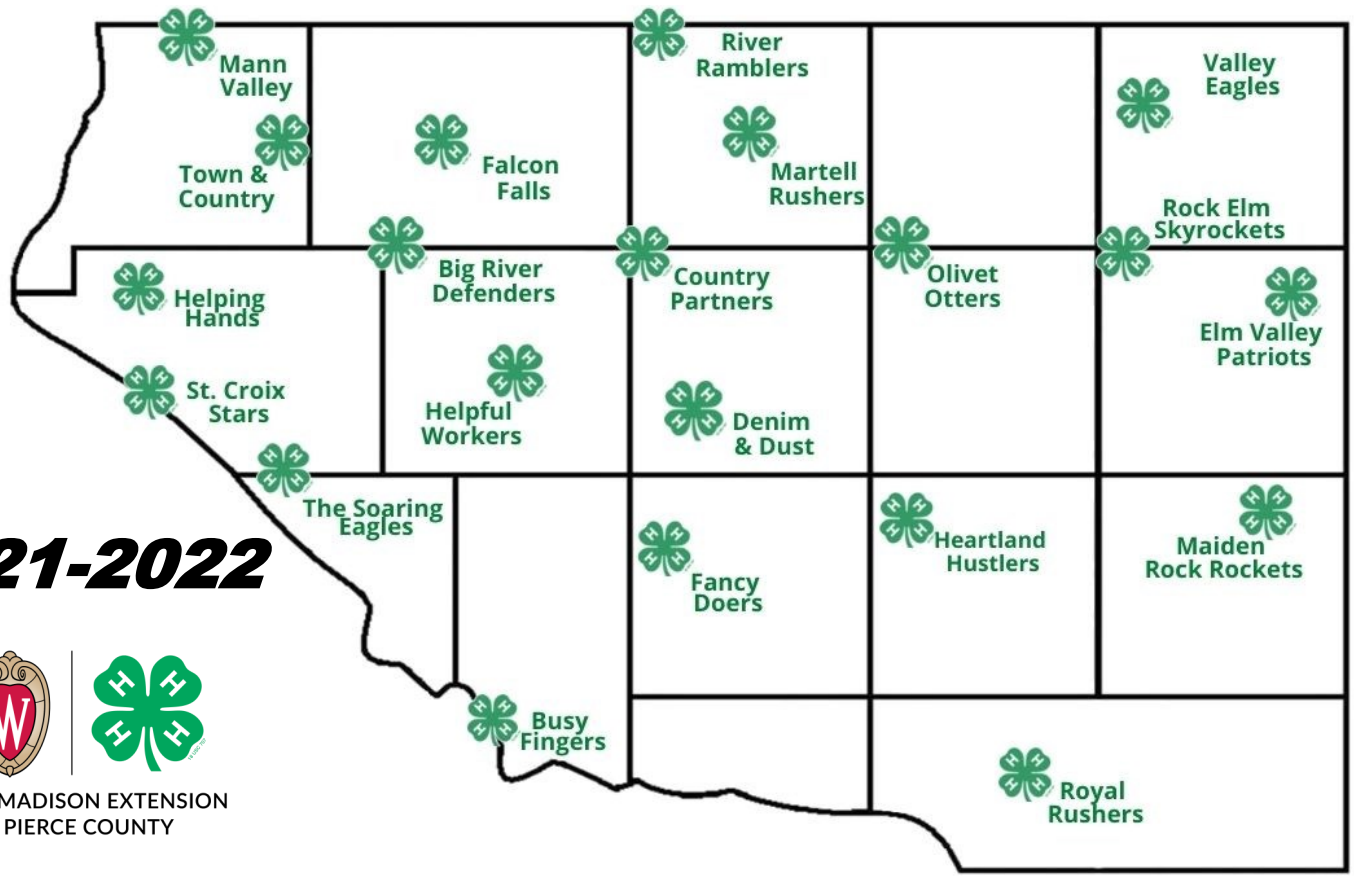 Mann
Valley
Town &
Country
Falcon
Falls
River
Ramblers
Martell
Rushers
Valley
Eagles
Rock Elm
Skyrockets
Helping
Hands
Big River
Defenders
Country
Partners
Olivet
Otters
Elm Valley
Patriots
St. Croix
Stars
Helpful
Workers
Denim
& Dust
The Soaring
Eagles
Fancy
Doers
Heartland
Hustlers
Maiden
Rock Rockets
21-2022
Busy
Fingers
Royal
Rushers
W
H H H H
MADISON EXTENSION
PIERCE COUNTY